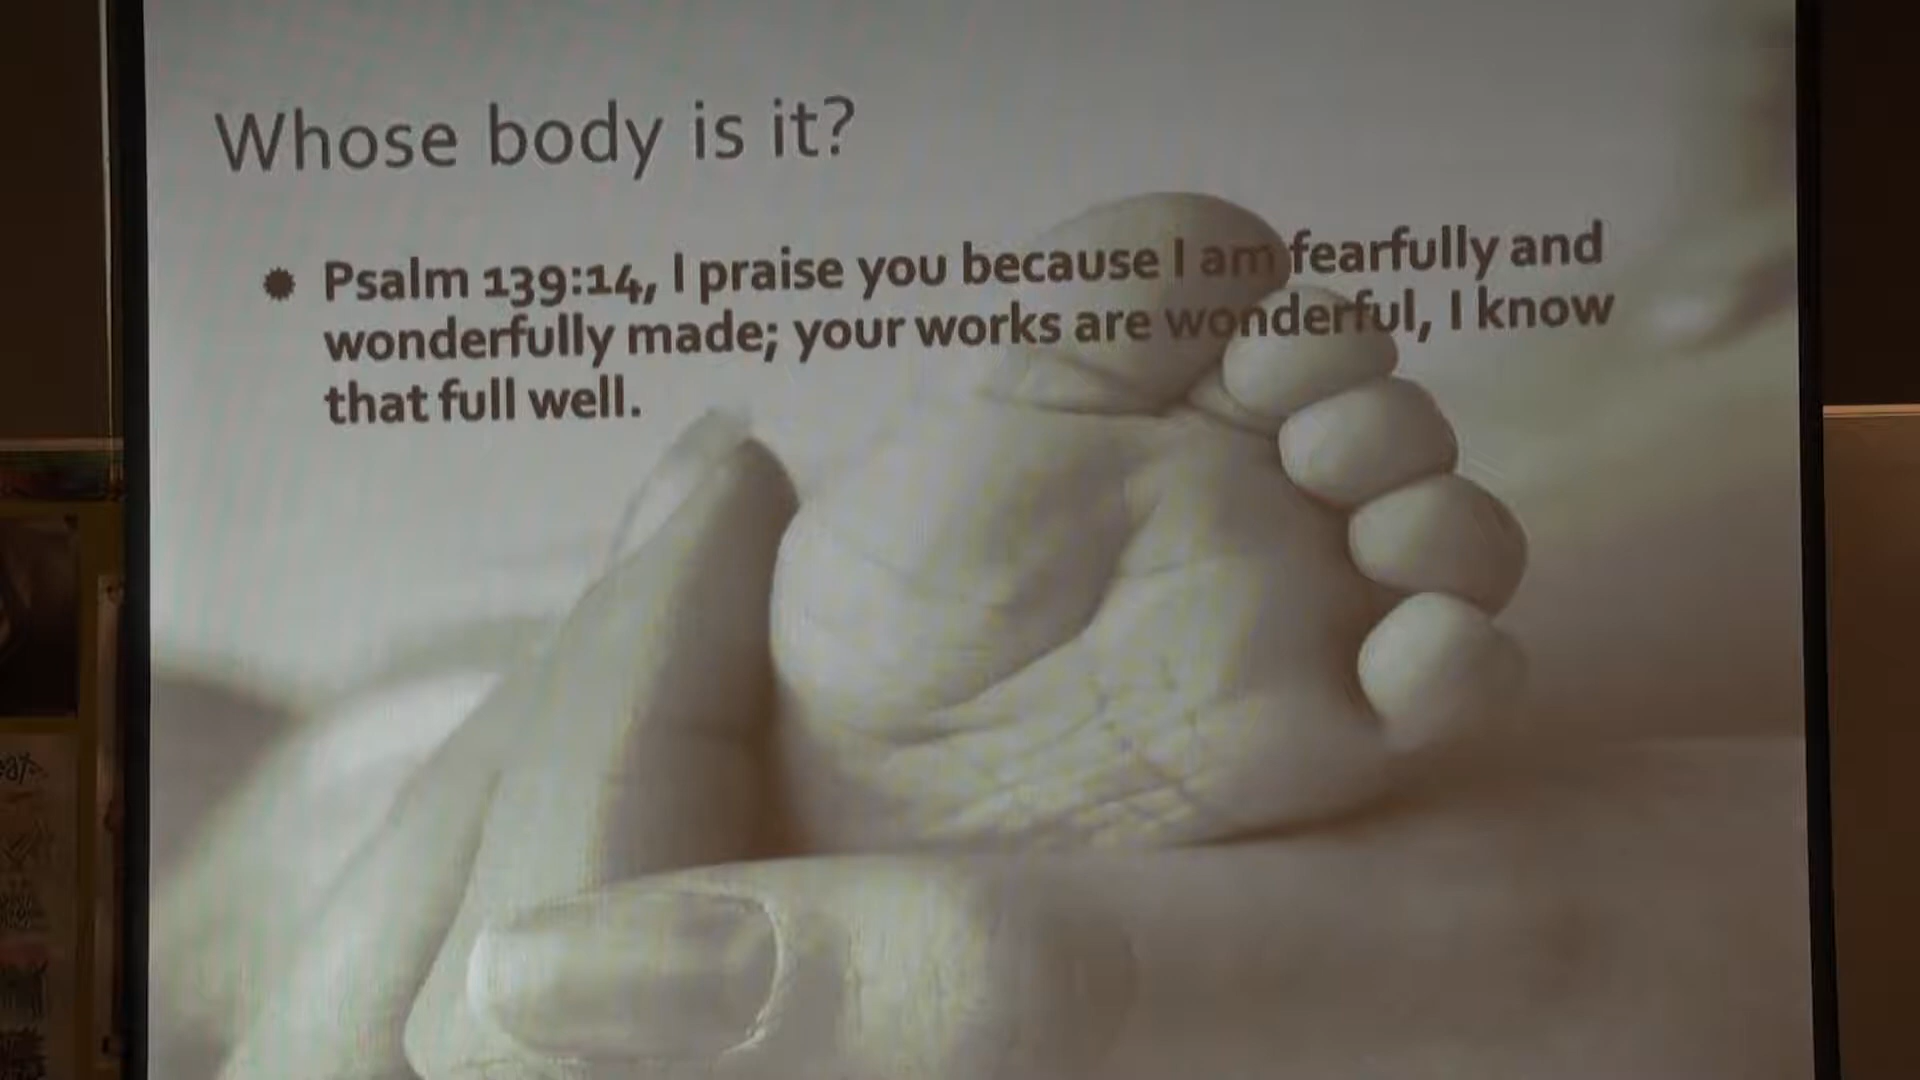 Whose body is it?
Psalm 139:14, I praise you because I am fearfully and
wonderfully made; your works are wonderful, I know
that full well.